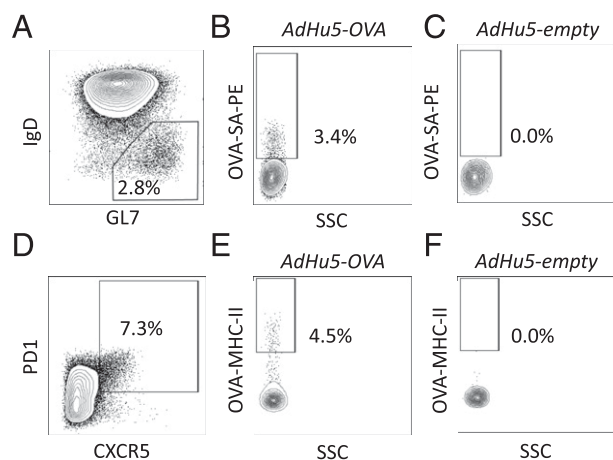 A
IgD
2.8%
GL7
B
AdHu5-OVA
OVA-SA-PE
3.4%
SSC
C
AdHu5-empty
OVA-SA-PE
0.0%
SSC
D
PD1
7.3%
CXCR5
E
AdHu5-OVA
OVA-MHC-II
4.5%
SSC
F
AdHu5-empty
OVA-MHC-II
0.0%
SSC